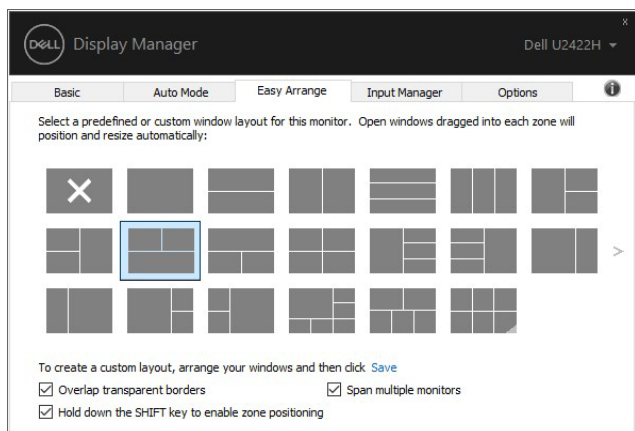 x
DELL Display Manager Dell U2422H
Basic Auto Mode Easy Arrange Input Manager Options i
Select a predefined or custom window layout for this monitor. Open windows dragged into each zone will
position and resize automatically:
>
To create a custom layout, arrange your windows and then click Save
Overlap transparent borders Span multiple monitors
Hold down the SHIFT key to enable zone positioning